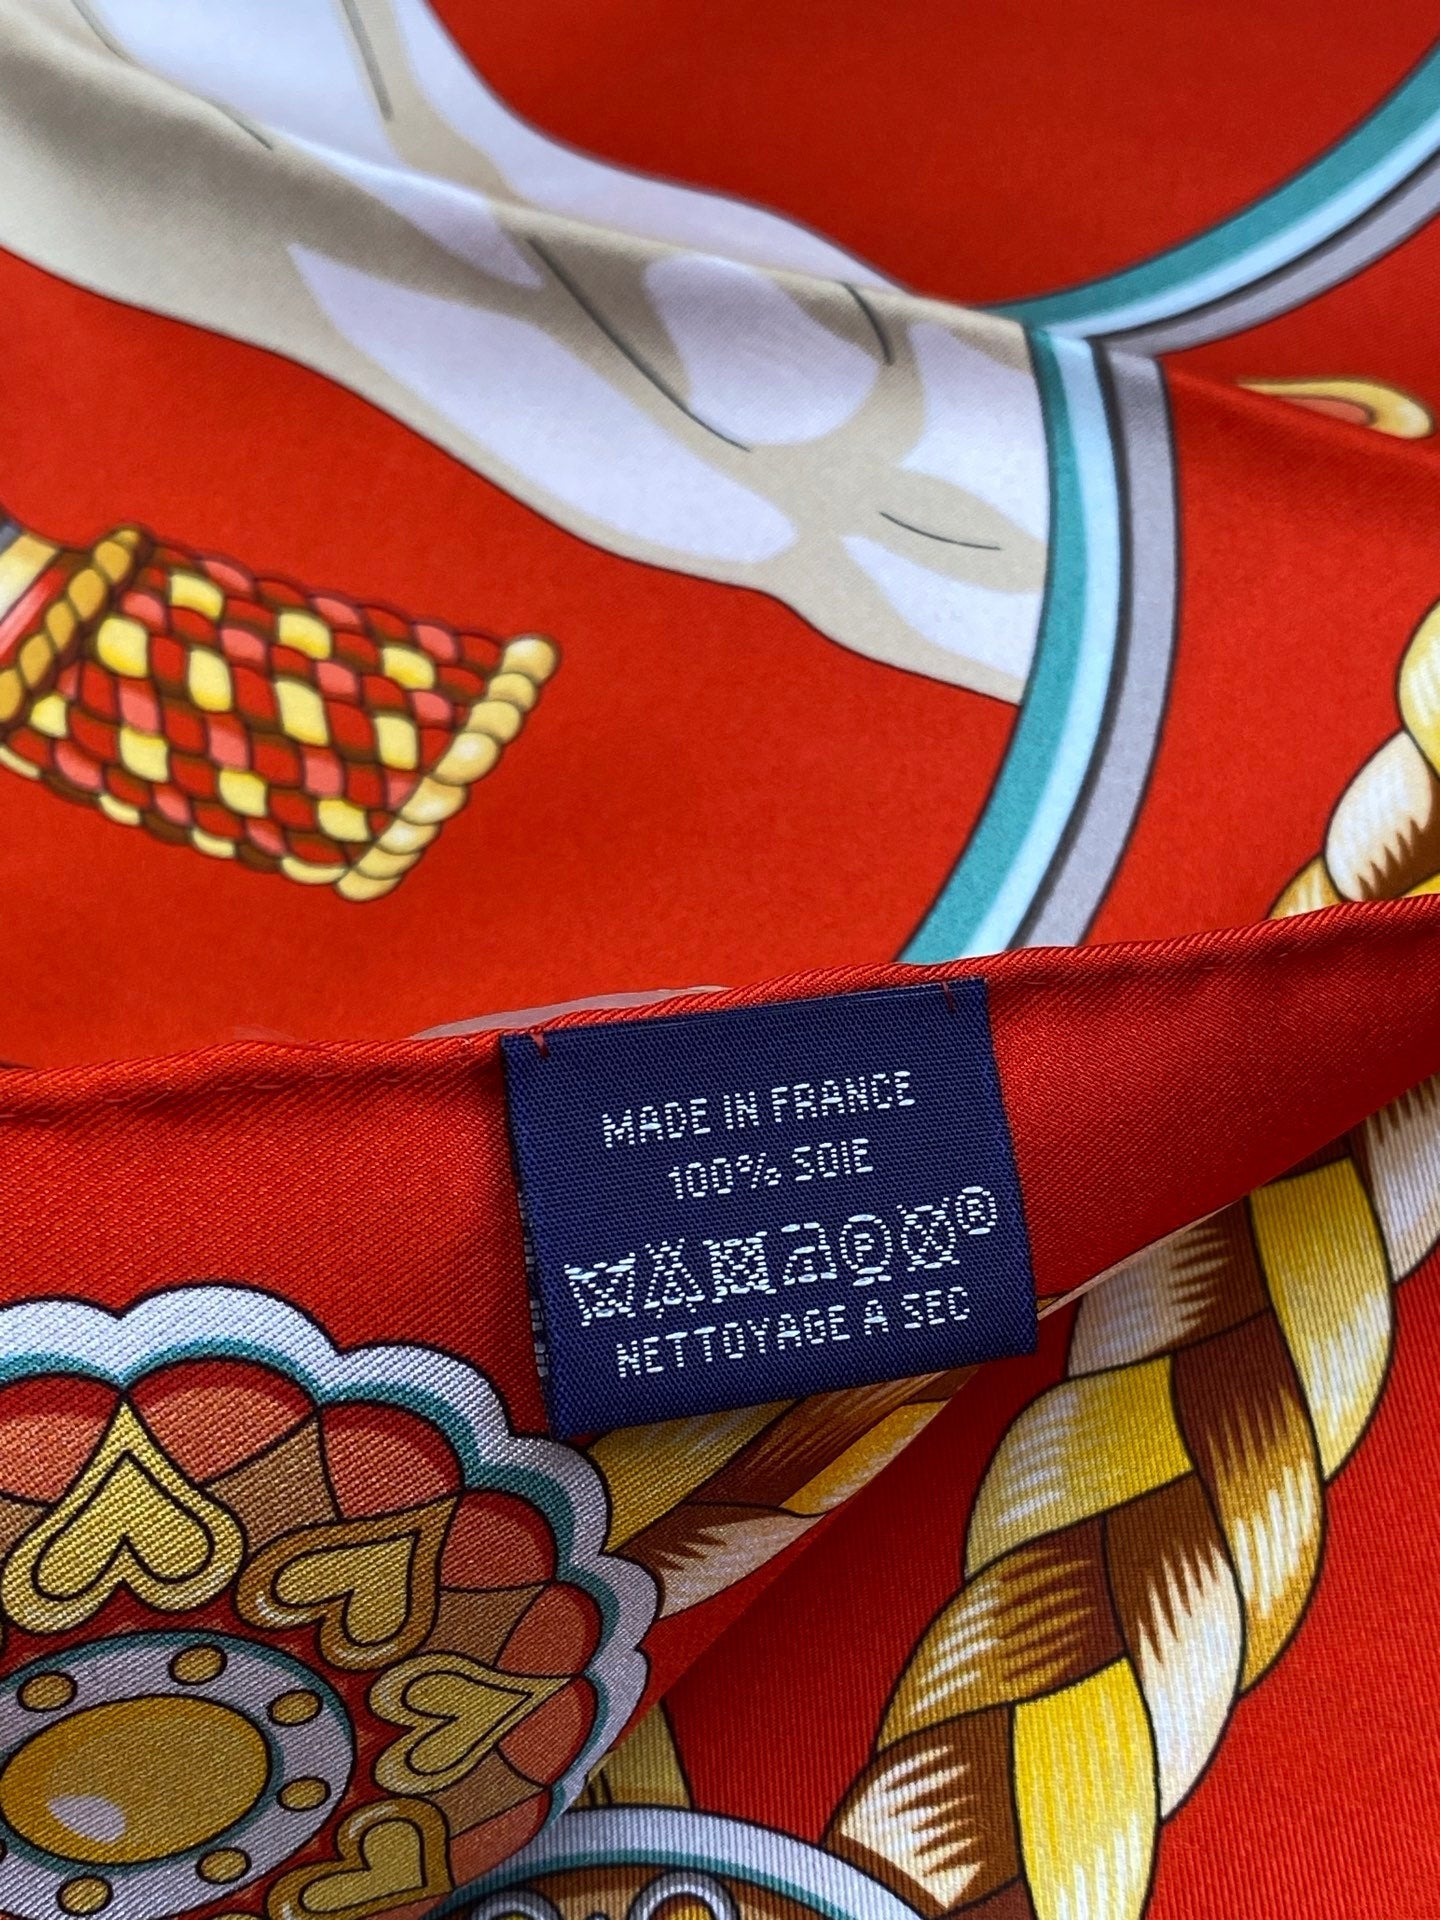 MADE IN FRANCE
100% SOIE
P ®
NETTOYAGE A SEC